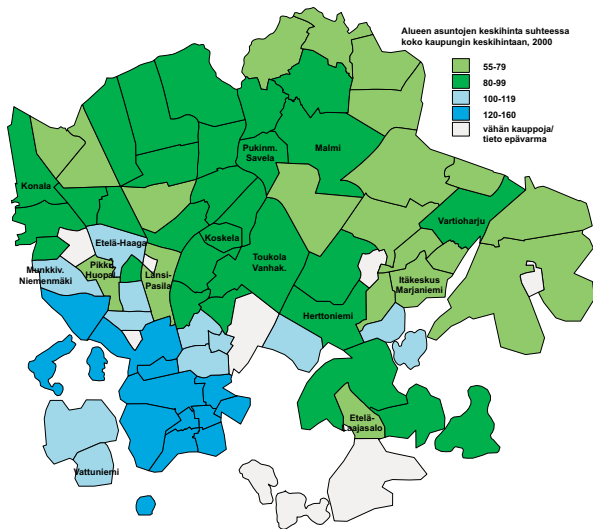 Alueen asuntojen keskihinta suhteessa
koko kaupungin keskihintaan, 2000
55-79
80-99
100-119
120-160
vähän kauppoja/
tieto epävarma
Pukinm.
Savela
Malmi
Konala
Vartioharju
Etelä-Haaga
Koskela
Toukola
Vanhak.
Munkkiv.
Niemenmäki
Pikku
Huopal.
Länsi-
Pasila
Itäkeskus
Marjaniemi
Herttoniemi
Etelä-
Laajasalo
Vattuniemi